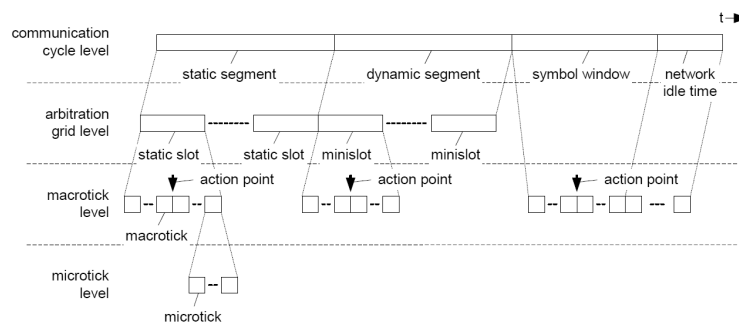 t
communication
cycle level
static segment
dynamic segment
symbol window
network
idle time
arbitration
grid level
static slot
static slot
minislot
minislot
macrotick
level
action point
action point
action point
macrotick
microtick
level
microtick